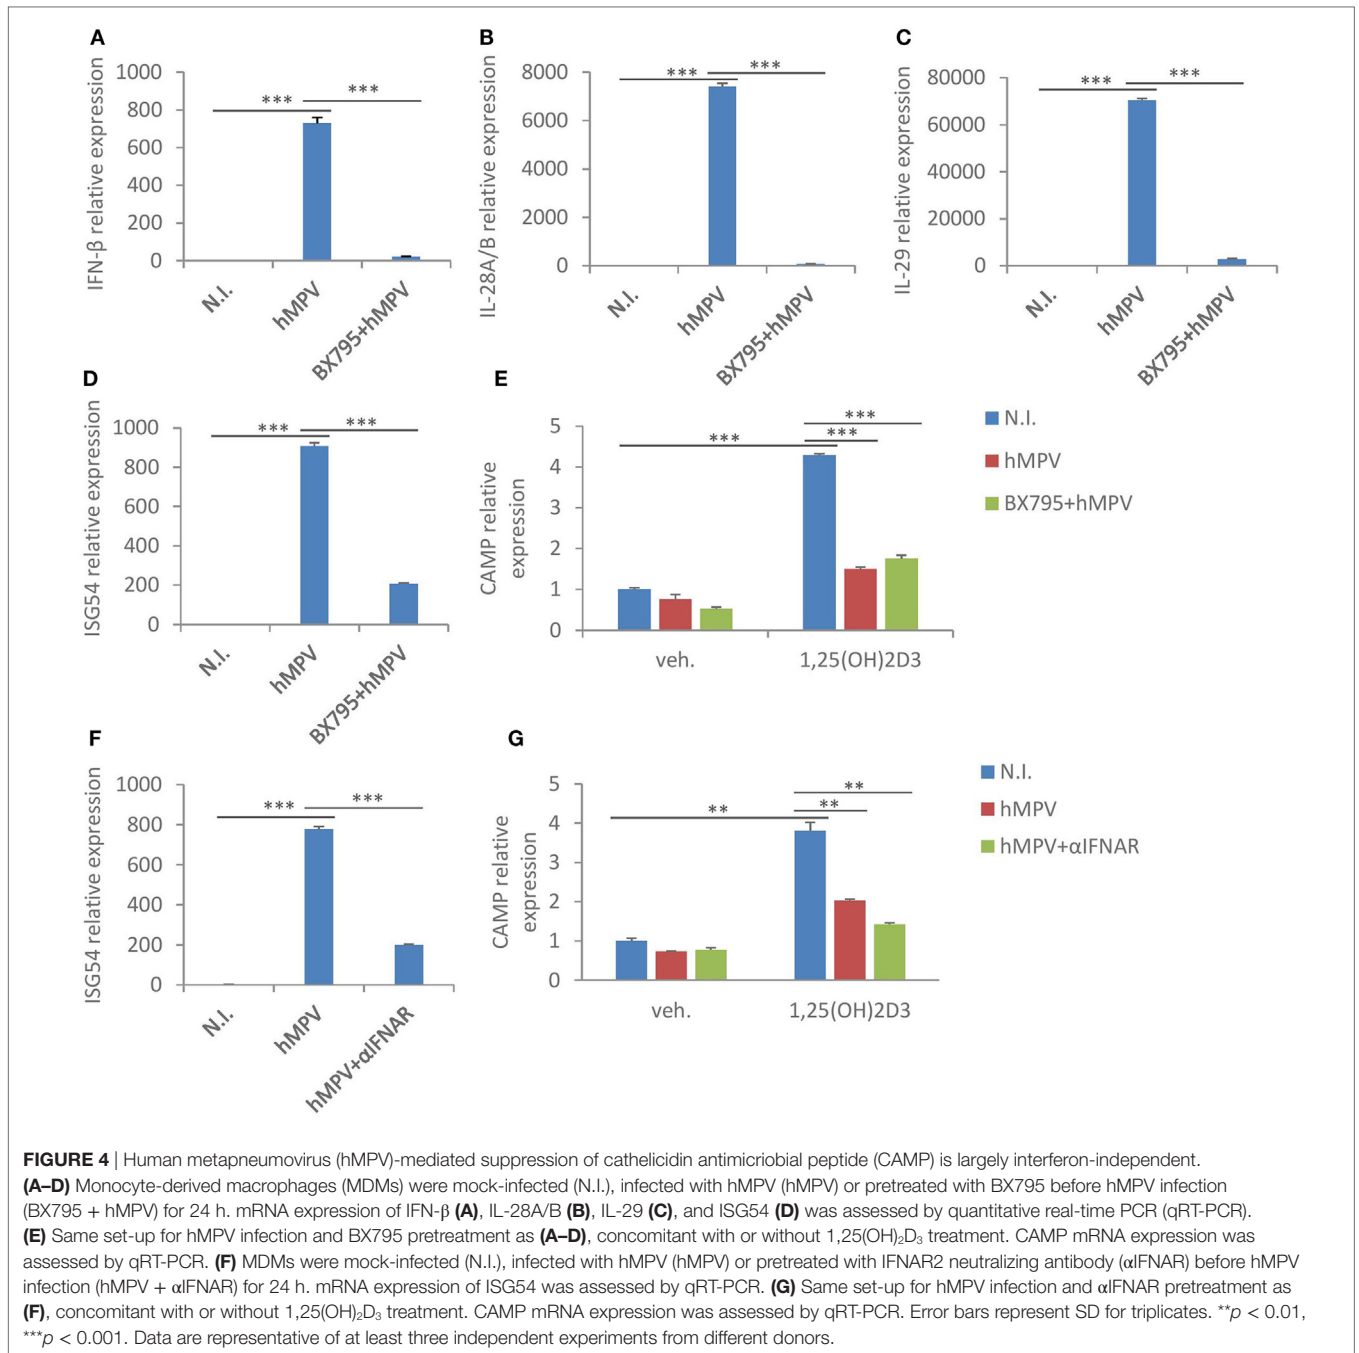 A
IFN-β relative expression
1000
800
600
400
200
0
***
***
N.I.
hMPV
BX795+hMPV
B
IL-28A/B relative expression
8000
6000
4000
2000
0
***
***
N.I.
hMPV
BX795+hMPV
C
IL-29 relative expression
80000
60000
40000
20000
0
***
***
N.I.
hMPV
BX795+hMPV
D
ISG54 relative expression
1000
800
600
400
200
0
***
***
N.I.
hMPV
BX795+hMPV
E
CAMP relative
expression
5
4
3
2
1
0
***
***
***
veh.
1,25(OH)2D3
N.I.
hMPV
BX795+hMPV
F
ISG54 relative expression
1000
800
600
400
200
0
***
***
N.I.
hMPV
hMPV+αIFNAR
G
CAMP relative
expression
5
4
3
2
1
0
**
**
**
veh.
1,25(OH)2D3
N.I.
hMPV
hMPV+αIFNAR
FIGURE 4 | Human metapneumovirus (hMPV)-mediated suppression of cathelicidin antimicrobial peptide (CAMP) is largely interferon-independent.
(A–D) Monocyte-derived macrophages (MDMs) were mock-infected (N.I.), infected with hMPV (hMPV) or pretreated with BX795 before hMPV infection
(BX795 + hMPV) for 24 h. mRNA expression of IFN-β (A), IL-28A/B (B), IL-29 (C), and ISG54 (D) was assessed by quantitative real-time PCR (qRT-PCR).
(E) Same set-up for hMPV infection and BX795 pretreatment as (A–D), concomitant with or without 1,25(OH)₂D₃ treatment. CAMP mRNA expression was
assessed by qRT-PCR. (F) MDMs were mock-infected (N.I.), infected with hMPV (hMPV) or pretreated with IFNAR2 neutralizing antibody (αIFNAR) before hMPV
infection (hMPV + αIFNAR) for 24 h. mRNA expression of ISG54 was assessed by qRT-PCR. (G) Same set-up for hMPV infection and αIFNAR pretreatment as
(F), concomitant with or without 1,25(OH)₂D₃ treatment. CAMP mRNA expression was assessed by qRT-PCR. Error bars represent SD for triplicates. **p < 0.01,
***p < 0.001. Data are representative of at least three independent experiments from different donors.